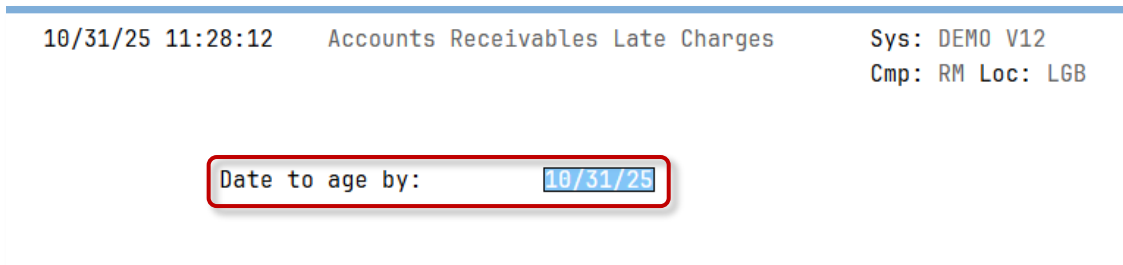 10/31/25 11:28:12 Accounts Receivables Late Charges Sys: DEMO V12
Cmp: RM Loc: LGB
Date to age by: 10/31/25